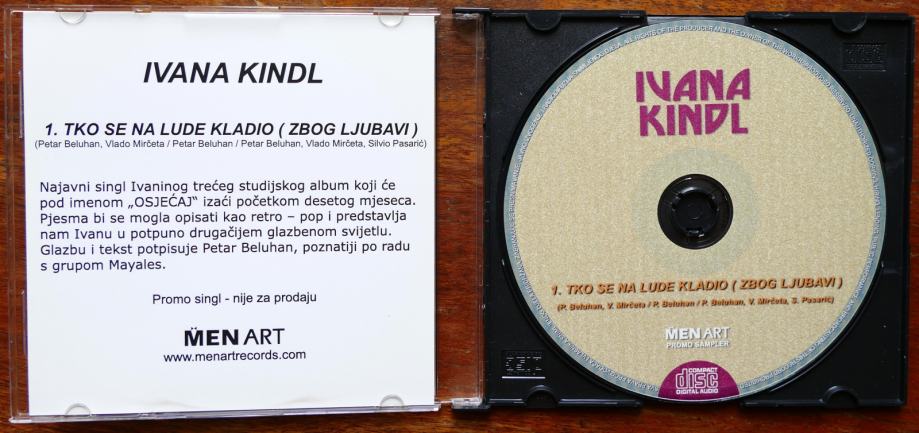 IVANA KINDL
1. TKO SE NA LUDE KLADIO ( ZBOG LJUBAVI )
(Petar Beluhan, Vlado Mirčeta / Petar Beluhan / Petar Beluhan, Vlado Mirčeta, Silvio Pasarić)
Najavni singl Ivaninog trećeg studijskog album koji će
pod imenom „OSJEĆAJ“ izaći početkom desetog mjeseca.
Pjesma bi se mogla opisati kao retro – pop i predstavlja
nam Ivanu u potpuno drugačijem glazbenom svijetlu.
Glazbu i tekst potpisuje Petar Beluhan, poznatiji po radu
s grupom Mayales.
Promo singl - nije za prodaju
MEN ART
www.menartrecords.com
IVANA
KINDL
1. TKO SE NA LUDE KLADIO ( ZBOG LJUBAVI )
(P. Beluhan, V. Mirčeta / P. Beluhan / P. Beluhan, V. Mirčeta, S. Pasarić)
MEN ART
PROMO SAMPLER
COMPACT
disc
DIGITAL AUDIO